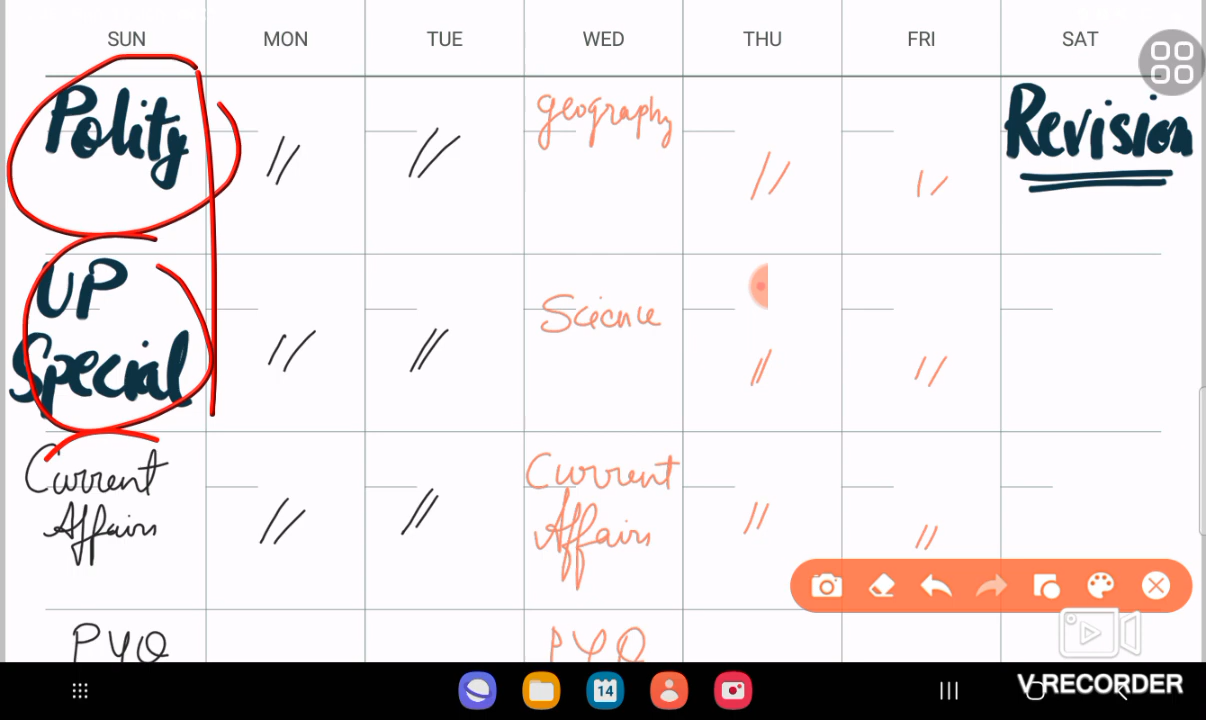 SUN MON TUE WED THU FRI SAT
Polity // // geography // // Revision
UP
Special // // Science // //
Current
Affairs // // Current
Affairs // //
PYQ PYQ
14
V RECORDER